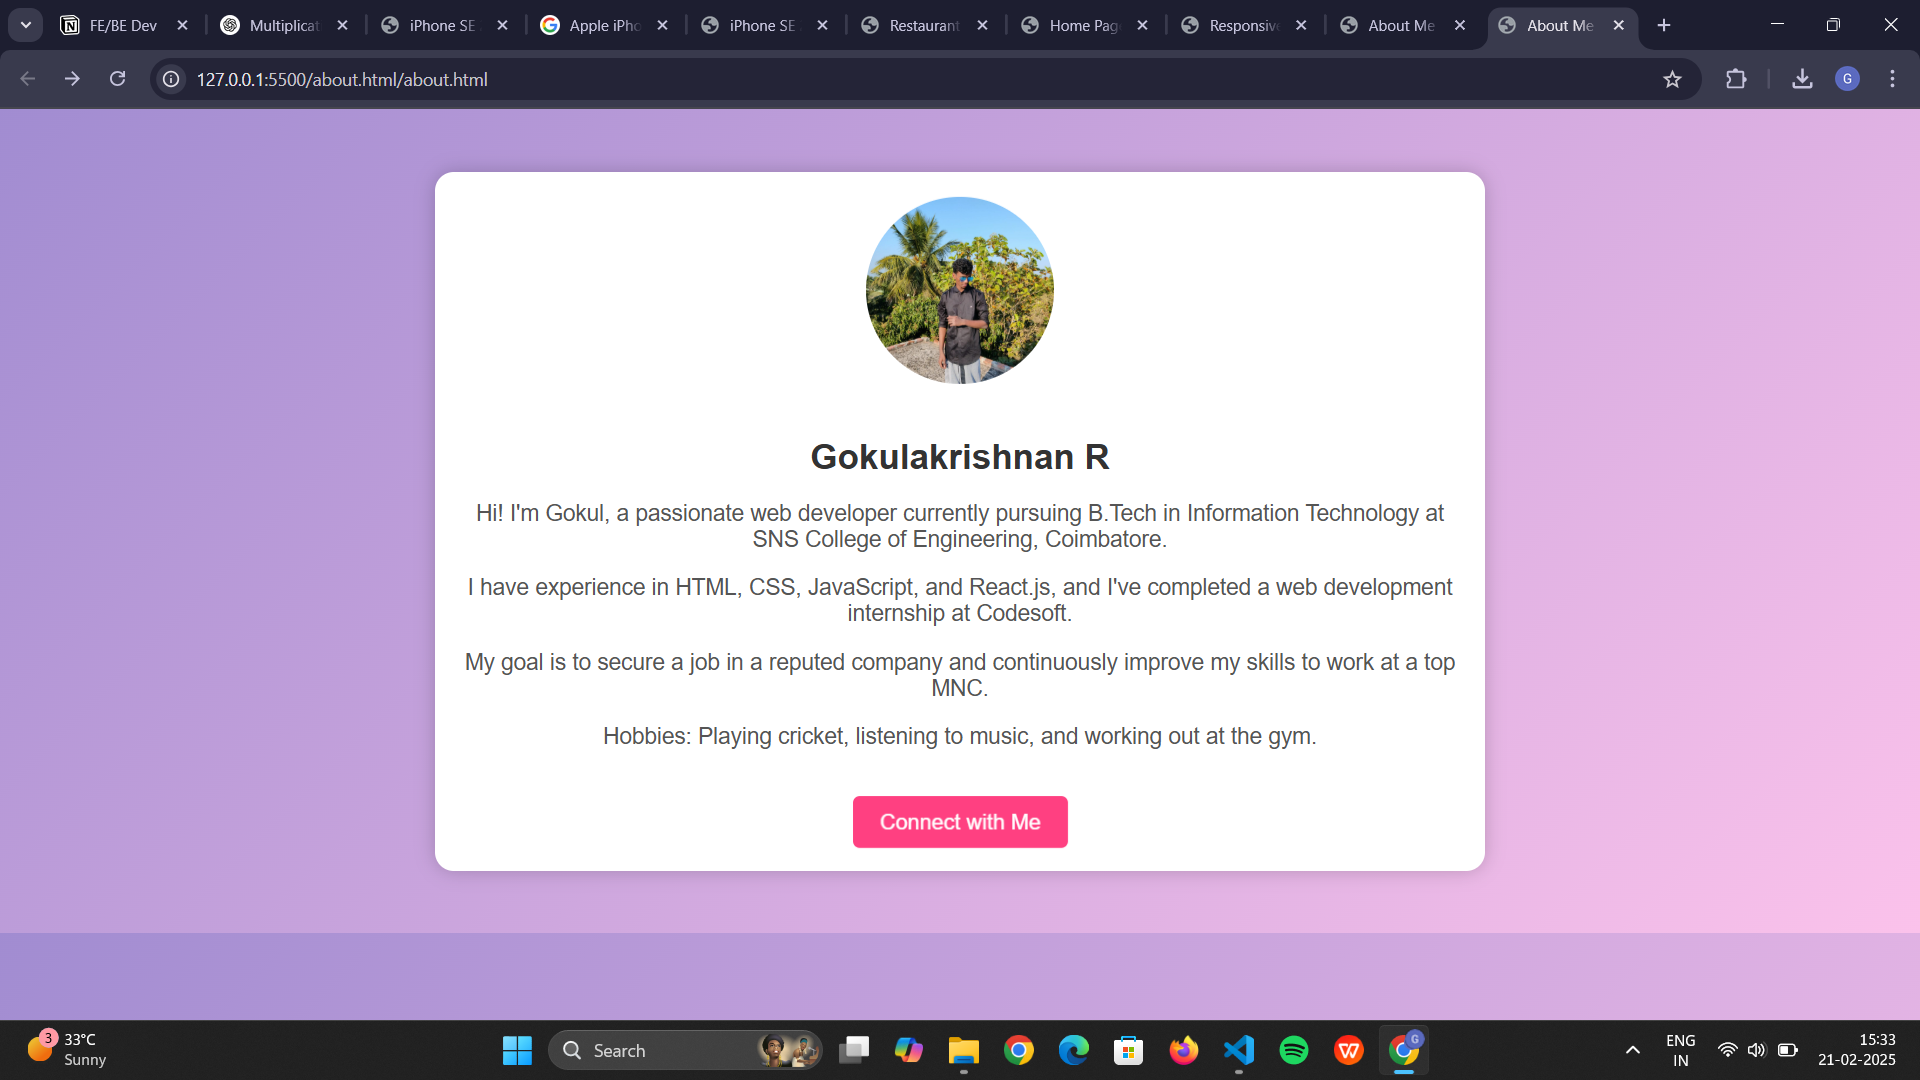 FE/BE Dev
Multiplicat
iPhone SE
Apple iPho
iPhone SE
Restaurant
Home Pag
Responsive
About Me
About Me
127.0.0.1:5500/about.html/about.html
G
Gokulakrishnan R
Hi! I'm Gokul, a passionate web developer currently pursuing B.Tech in Information Technology at
SNS College of Engineering, Coimbatore.
I have experience in HTML, CSS, JavaScript, and React.js, and I've completed a web development
internship at Codesoft.
My goal is to secure a job in a reputed company and continuously improve my skills to work at a top
MNC.
Hobbies: Playing cricket, listening to music, and working out at the gym.
Connect with Me
3
33°C
Sunny
Search
G
ENG
IN
15:33
21-02-2025